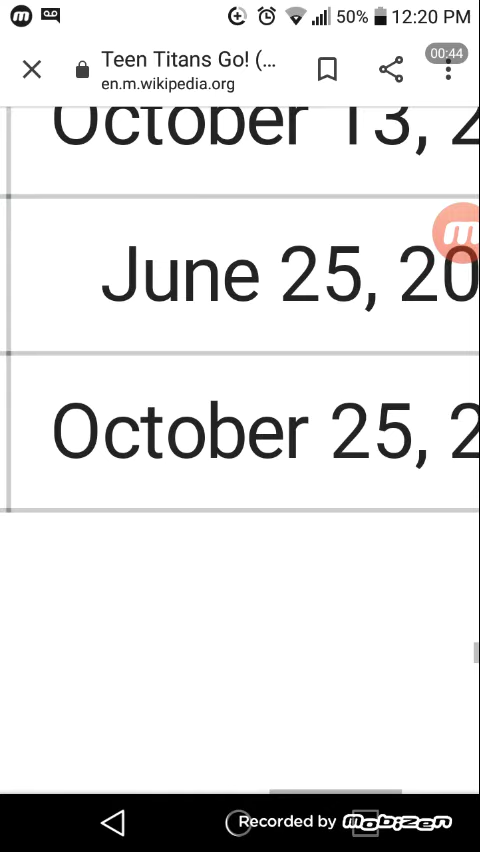 50% 12:20 PM
Teen Titans Go! (...
en.m.wikipedia.org
00:44
October 13, 2
June 25, 20
October 25, 2
Recorded by Mobizen